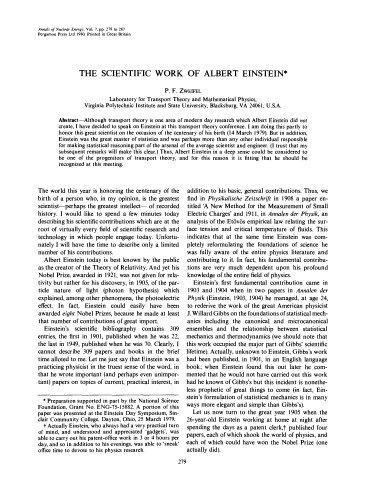 Annals of Nuclear Energy. Vol. 7, pp. 279 to 287
Pergamon Press Ltd 1980. Printed in Great Britain
THE SCIENTIFIC WORK OF ALBERT EINSTEIN*
P. F. ZWEIFEL
Laboratory for Transport Theory and Mathematical Physics,
Virginia Polytechnic Institute and State University, Blacksburg, VA 24061, U.S.A.
Abstract—Although transport theory is one area of modern day research which Albert Einstein did not
create, I have decided to speak on Einstein at this transport theory conference. I am doing this partly to
honor this great scientist on the occasion of the centenary of his birth (14 March 1979). But in addition,
Einstein was the great master of statistics and was perhaps more than any other individual responsible
for making statistical reasoning part of the arsenal of the average scientist and engineer. (I trust that my
subsequent remarks will make this clear.) Thus, Albert Einstein in a deep sense could be considered to
be one of the progenitors of transport theory, and for this reason it is fitting that he should be
recognized at this meeting.
The world this year is honoring the centenary of the
birth of a person who, in my opinion, is the greatest
scientist—perhaps the greatest intellect— of recorded
history. I would like to spend a few minutes today
describing his scientific contributions which are at the
root of virtually every field of scientific research and
technology in which people engage today. Unfortu-
nately I will have the time to describe only a limited
number of his contributions.
Albert Einstein today is best known by the public
as the creator of the Theory of Relativity. And yet his
Nobel Prize, awarded in 1921, was not given for rela-
tivity but rather for his discovery, in 1905, of the par-
ticle nature of light (photon hypothesis) which
explained, among other phenomena, the photoelectric
effect. In fact, Einstein could easily have been
awarded eight Nobel Prizes, because he made at least
that number of contributions of great import.
Einstein's scientific bibliography contains 309
entries, the first in 1901, published when he was 22,
the last in 1949, published when he was 70. Clearly, I
cannot describe 309 papers and books in the brief
time allotted to me. Let me just say that Einstein was a
practicing physicist in the truest sense of the word, in
that he wrote important (and perhaps even unimpor-
tant) papers on topics of current, practical interest, in
* Preparation supported in part by the National Science
Foundation, Grant No. ENG-75-15882. A portion of this
paper was presented at the Einstein Day Symposium, Sin-
clair Community College, Dayton, Ohio, 25 March 1979.
† Actually Einstein, who always had a very practical turn
of mind, and understood and appreciated 'gadgets', was
able to carry out his patent-office work in 3 or 4 hours per
day, and so in addition to his evenings, was able to 'sneak'
office time to devote to his physics research
addition to his basic, general contributions. Thus, we
find in Physikalische Zeitschrift in 1908 a paper en-
titled 'A New Method for the Measurement of Small
Electric Charges' and 1911, in Annalen der Physik, an
analysis of the Eötvös empirical law relating the sur-
face tension and critical temperature of fluids. This
indicates that at the same time Einstein was com-
pletely reformulating the foundations of science he
was fully aware of the entire physics literature and
contributing to it. In fact, his fundamental contribu-
tions are very much dependent upon his profound
knowledge of the entire field of physics.
Einstein's first fundamental contribution came in
1903 and 1904 when in two papers in Annalen der
Physik (Einstein, 1903, 1904) he managed, at age 24,
to rederive the work of the great American physicist
J. Willard Gibbs on the foundations of statistical mech-
anics including the canonical and microcanonical
ensembles and the relationship between statistical
mechanics and thermodynamics (we should note that
this work occupied the major part of Gibbs' scientific
lifetime). Actually, unknown to Einstein, Gibbs's work
had been published, in 1901, in an English language
book; when Einstein found this out later he com-
mented that he would not have carried out this work
had he known of Gibbs's but this incident is nonethe-
less prophetic of great things to come (in fact, Ein-
stein's formulation of statistical mechanics is in many
ways more elegant and simple than Gibbs's).
Let us now turn to the great year 1905 when the
26-year-old Einstein working at home at night after
spending the days as a patent clerk,† published four
papers, each of which shook the world of physics, and
each of which could have won the Nobel Prize (one
actually did).
279